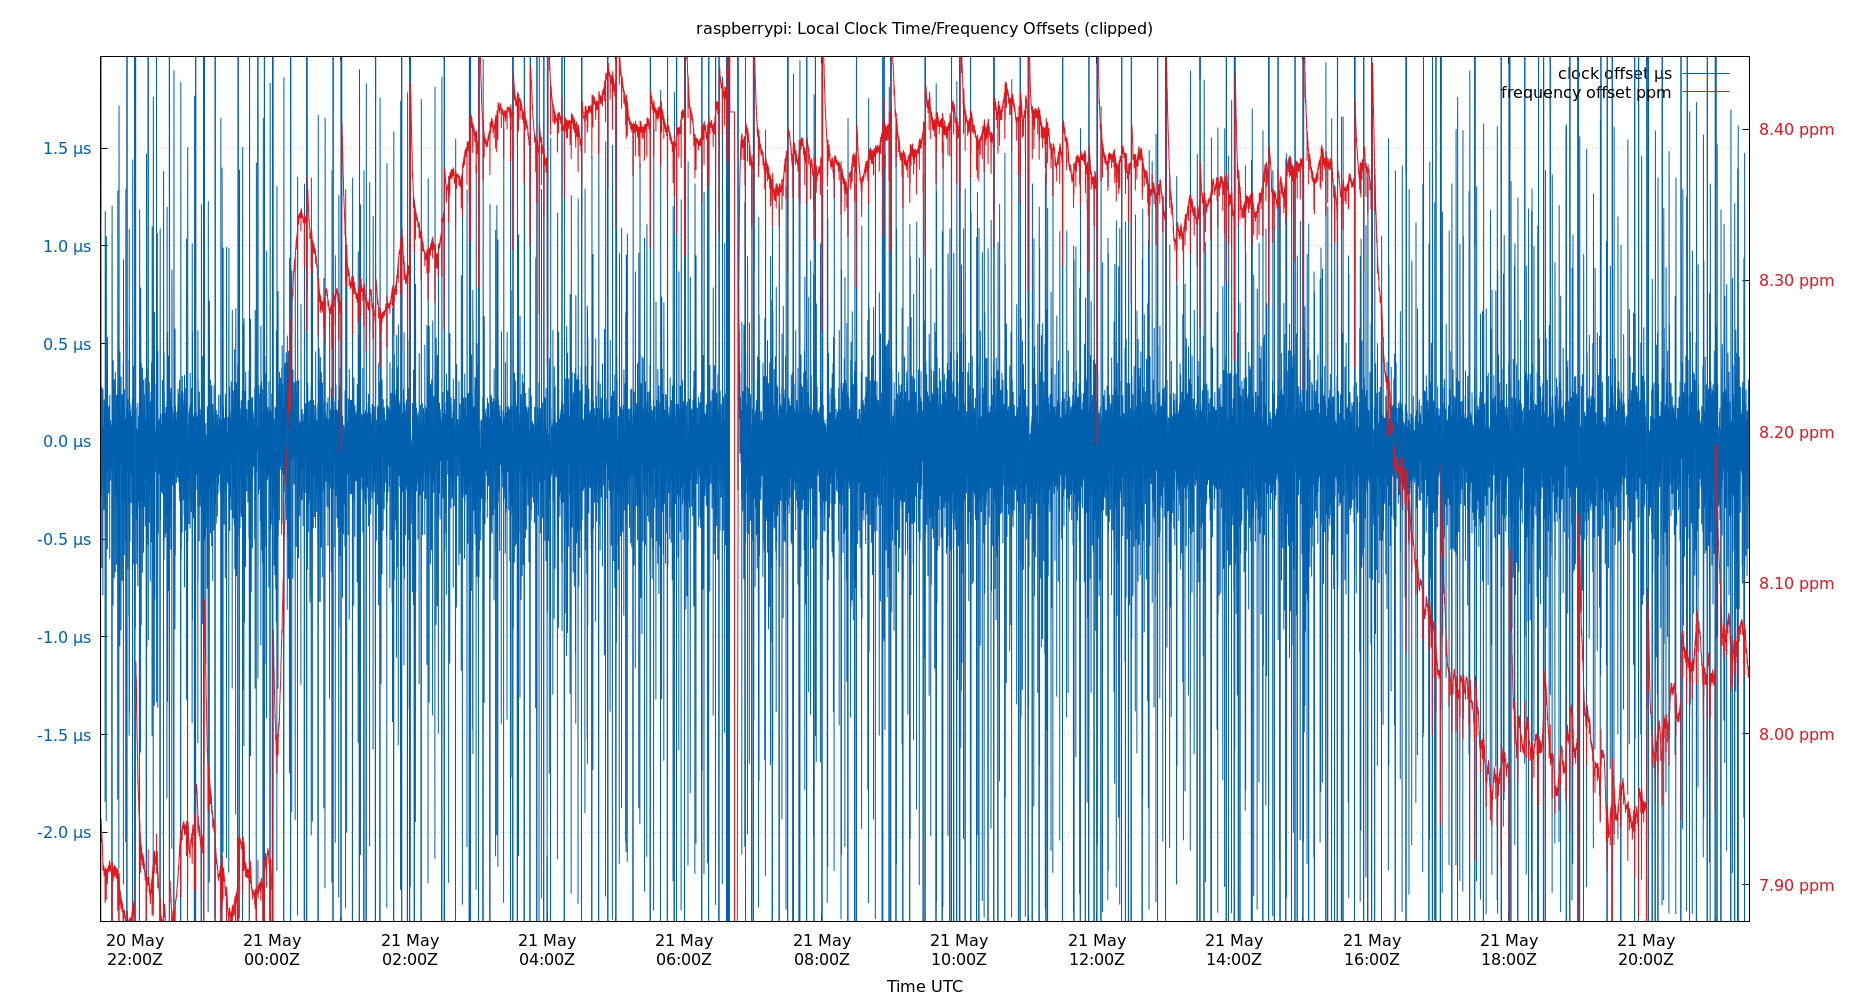 raspberrypi: Local Clock Time/Frequency Offsets (clipped)
clock offset µs
frequency offset ppm
1.5 µs
1.0 µs
0.5 µs
0.0 µs
-0.5 µs
-1.0 µs
-1.5 µs
-2.0 µs
8.40 ppm
8.30 ppm
8.20 ppm
8.10 ppm
8.00 ppm
7.90 ppm
20 May 21 May 21 May 21 May 21 May 21 May 21 May 21 May 21 May 21 May 21 May 21 May
22:00Z 00:00Z 02:00Z 04:00Z 06:00Z 08:00Z 10:00Z 12:00Z 14:00Z 16:00Z 18:00Z 20:00Z
Time UTC